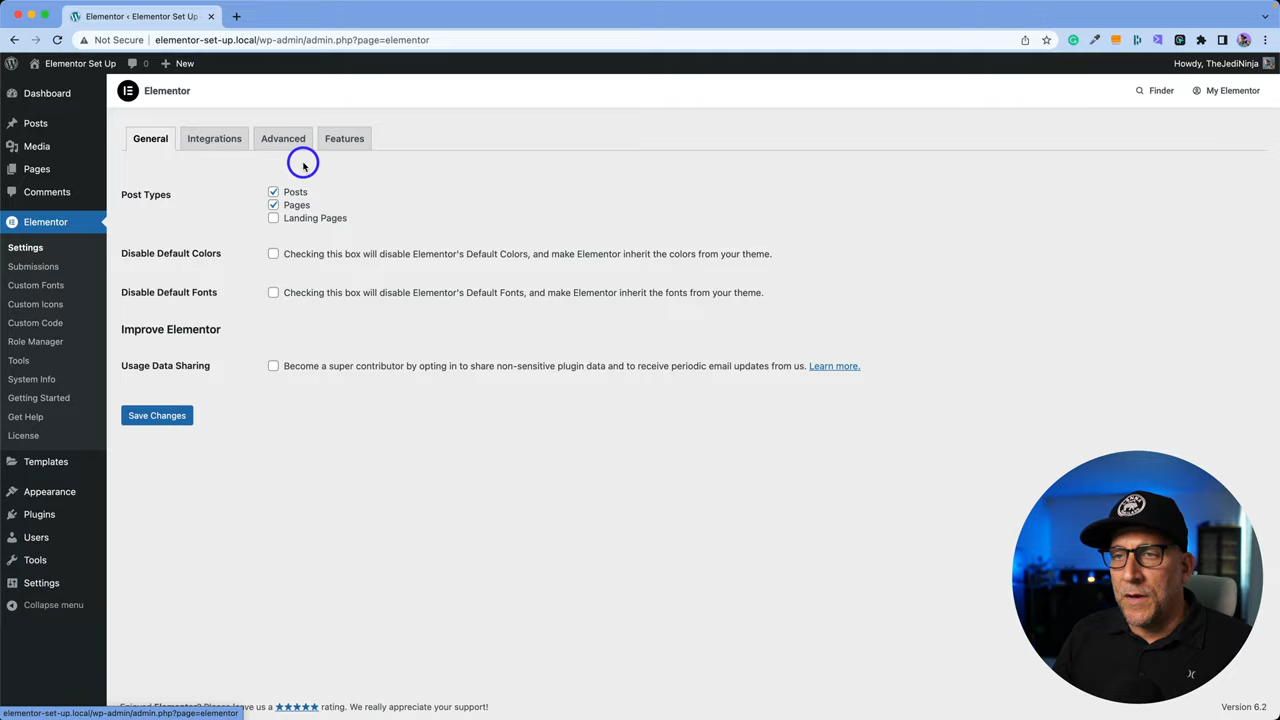 Elementor ‹ Elementor Set Up
Not Secure
elementor-set-up.local/wp-admin/admin.php?page=elementor
Elementor Set Up
0
New
Howdy, TheJediNinja
Elementor
Finder
My Elementor
Dashboard
Posts
Media
Pages
Comments
Elementor
Settings
Submissions
Custom Fonts
Custom Icons
Custom Code
Role Manager
Tools
System Info
Getting Started
Get Help
License
Templates
Appearance
Plugins
Users
Tools
Settings
Collapse menu
General
Integrations
Advanced
Features
Post Types
Posts
Pages
Landing Pages
Disable Default Colors
Checking this box will disable Elementor's Default Colors, and make Elementor inherit the colors from your theme.
Disable Default Fonts
Checking this box will disable Elementor's Default Fonts, and make Elementor inherit the fonts from your theme.
Improve Elementor
Usage Data Sharing
Become a super contributor by opting in to share non-sensitive plugin data and to receive periodic email updates from us. Learn more.
Save Changes
Enjoyed Elementor? Please leave us a ★★★★★ rating. We really appreciate your support!
Version 6.2
elementor-set-up.local/wp-admin/admin.php?page=elementor